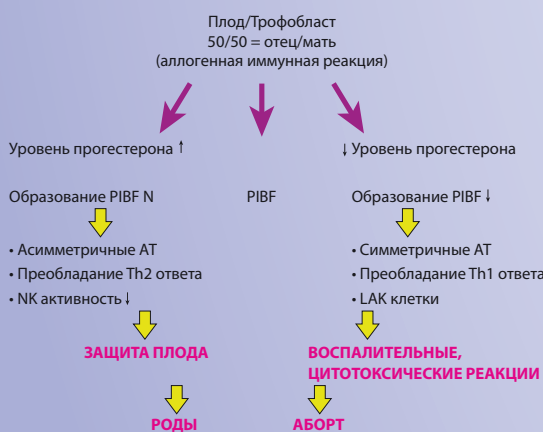 Плод/Трофобласт
50/50 = отец/мать
(аллогенная иммунная реакция)
Уровень прогестерона ↑
↓ Уровень прогестерона
Образование PIBF N
PIBF
Образование PIBF ↓
• Асимметричные АТ
• Преобладание Th2 ответа
• NK активность ↓
• Симметричные АТ
• Преобладание Th1 ответа
• LAK клетки
ЗАЩИТА ПЛОДА
ВОСПАЛИТЕЛЬНЫЕ,
ЦИТОТОКСИЧЕСКИЕ РЕАКЦИИ
РОДЫ
АБОРТ